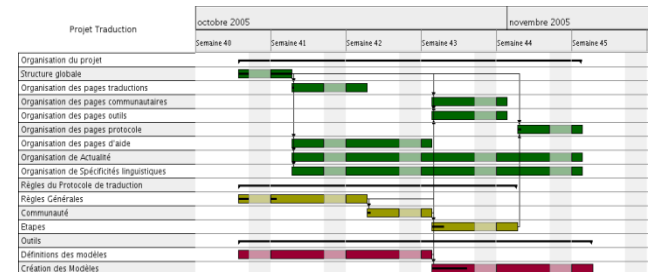 Projet Traduction
octobre 2005
novembre 2005
Semaine 40
Semaine 41
Semaine 42
Semaine 43
Semaine 44
Semaine 45
Organisation du projet
Structure globale
Organisation des pages traductions
Organisation des pages communautaires
Organisation des pages outils
Organisation des pages protocole
Organisation des pages d'aide
Organisation de Actualité
Organisation de Spécificités linguistiques
Règles du Protocole de traduction
Règles Générales
Communauté
Etapes
Outils
Définitions des modèles
Création des Modèles